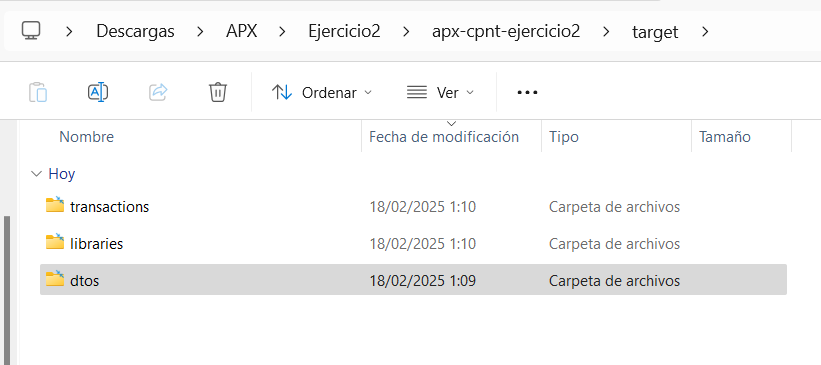 Descargas > APX > Ejercicio2 > apx-cpnt-ejercicio2 > target >
Ordenar Ver ...
Nombre Fecha de modificación Tipo Tamaño
Hoy
transactions 18/02/2025 1:10 Carpeta de archivos
libraries 18/02/2025 1:10 Carpeta de archivos
dtos 18/02/2025 1:09 Carpeta de archivos